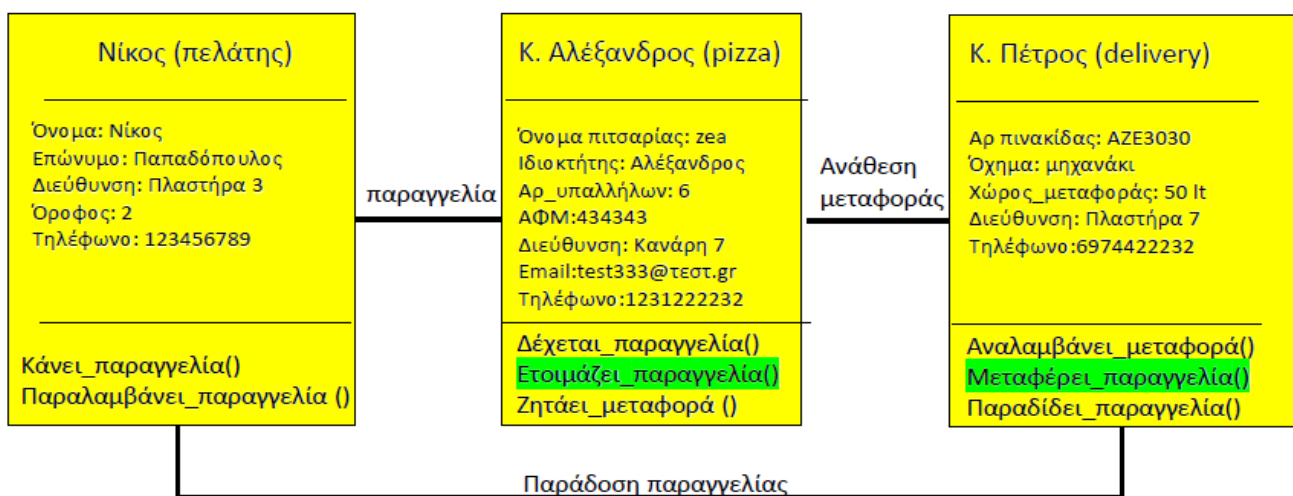 Νίκος (πελάτης)
Όνομα: Νίκος
Επώνυμο: Παπαδόπουλος
Διεύθυνση: Πλαστήρα 3
Όροφος: 2
Τηλέφωνο: 123456789
Κάνει_παραγγελία()
Παραλαμβάνει_παραγγελία ()
παραγγελία
Κ. Αλέξανδρος (pizza)
Όνομα πιτσαρίας: zea
Ιδιοκτήτης: Αλέξανδρος
Αρ_υπαλλήλων: 6
ΑΦΜ:434343
Διεύθυνση: Κανάρη 7
Email:test333@τεστ.gr
Τηλέφωνο:1231222232
Δέχεται_παραγγελία()
Ετοιμάζει_παραγγελία()
Ζητάει_μεταφορά ()
Ανάθεση
μεταφοράς
Κ. Πέτρος (delivery)
Αρ πινακίδας: AZE3030
Όχημα: μηχανάκι
Χώρος_μεταφοράς: 50 lt
Διεύθυνση: Πλαστήρα 7
Τηλέφωνο:6974422232
Αναλαμβάνει_μεταφορά()
Μεταφέρει_παραγγελία()
Παραδίδει_παραγγελία()
Παράδοση παραγγελίας